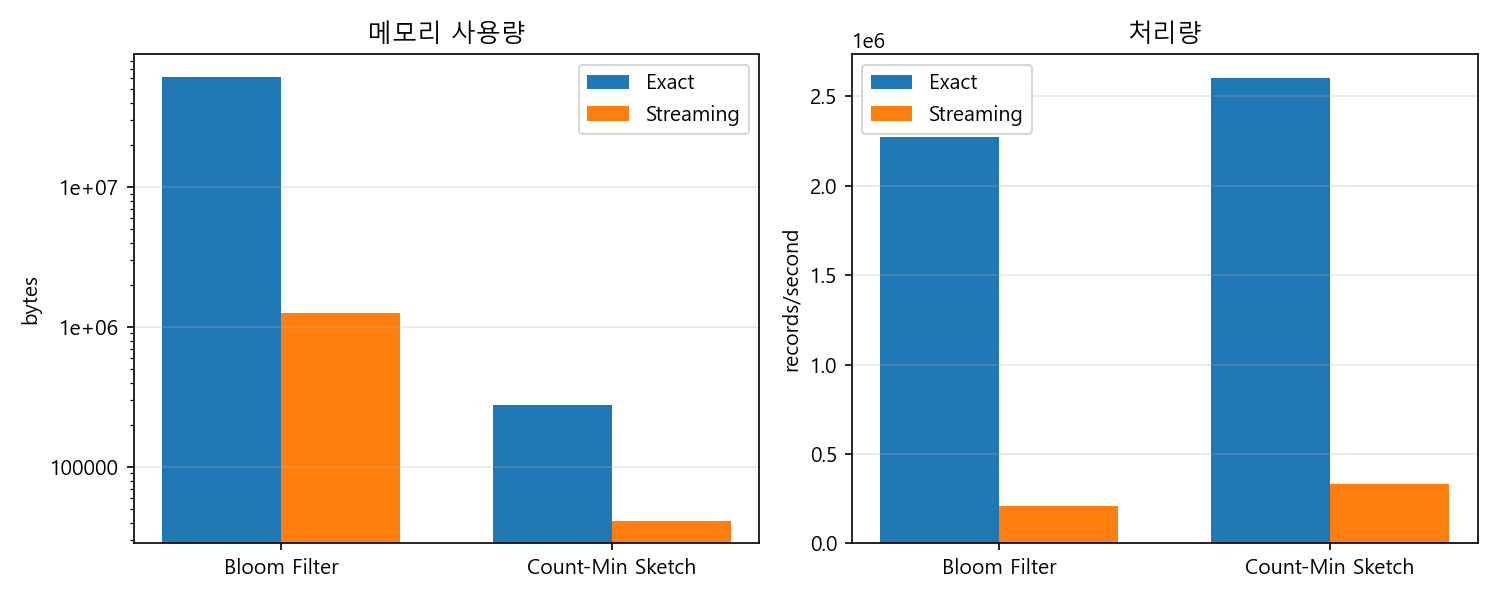 메모리 사용량
bytes
1e+07
1e+06
100000
Exact
Streaming
Bloom Filter
Count-Min Sketch
처리량
1e6
records/second
2.5
2.0
1.5
1.0
0.5
0.0
Exact
Streaming
Bloom Filter
Count-Min Sketch